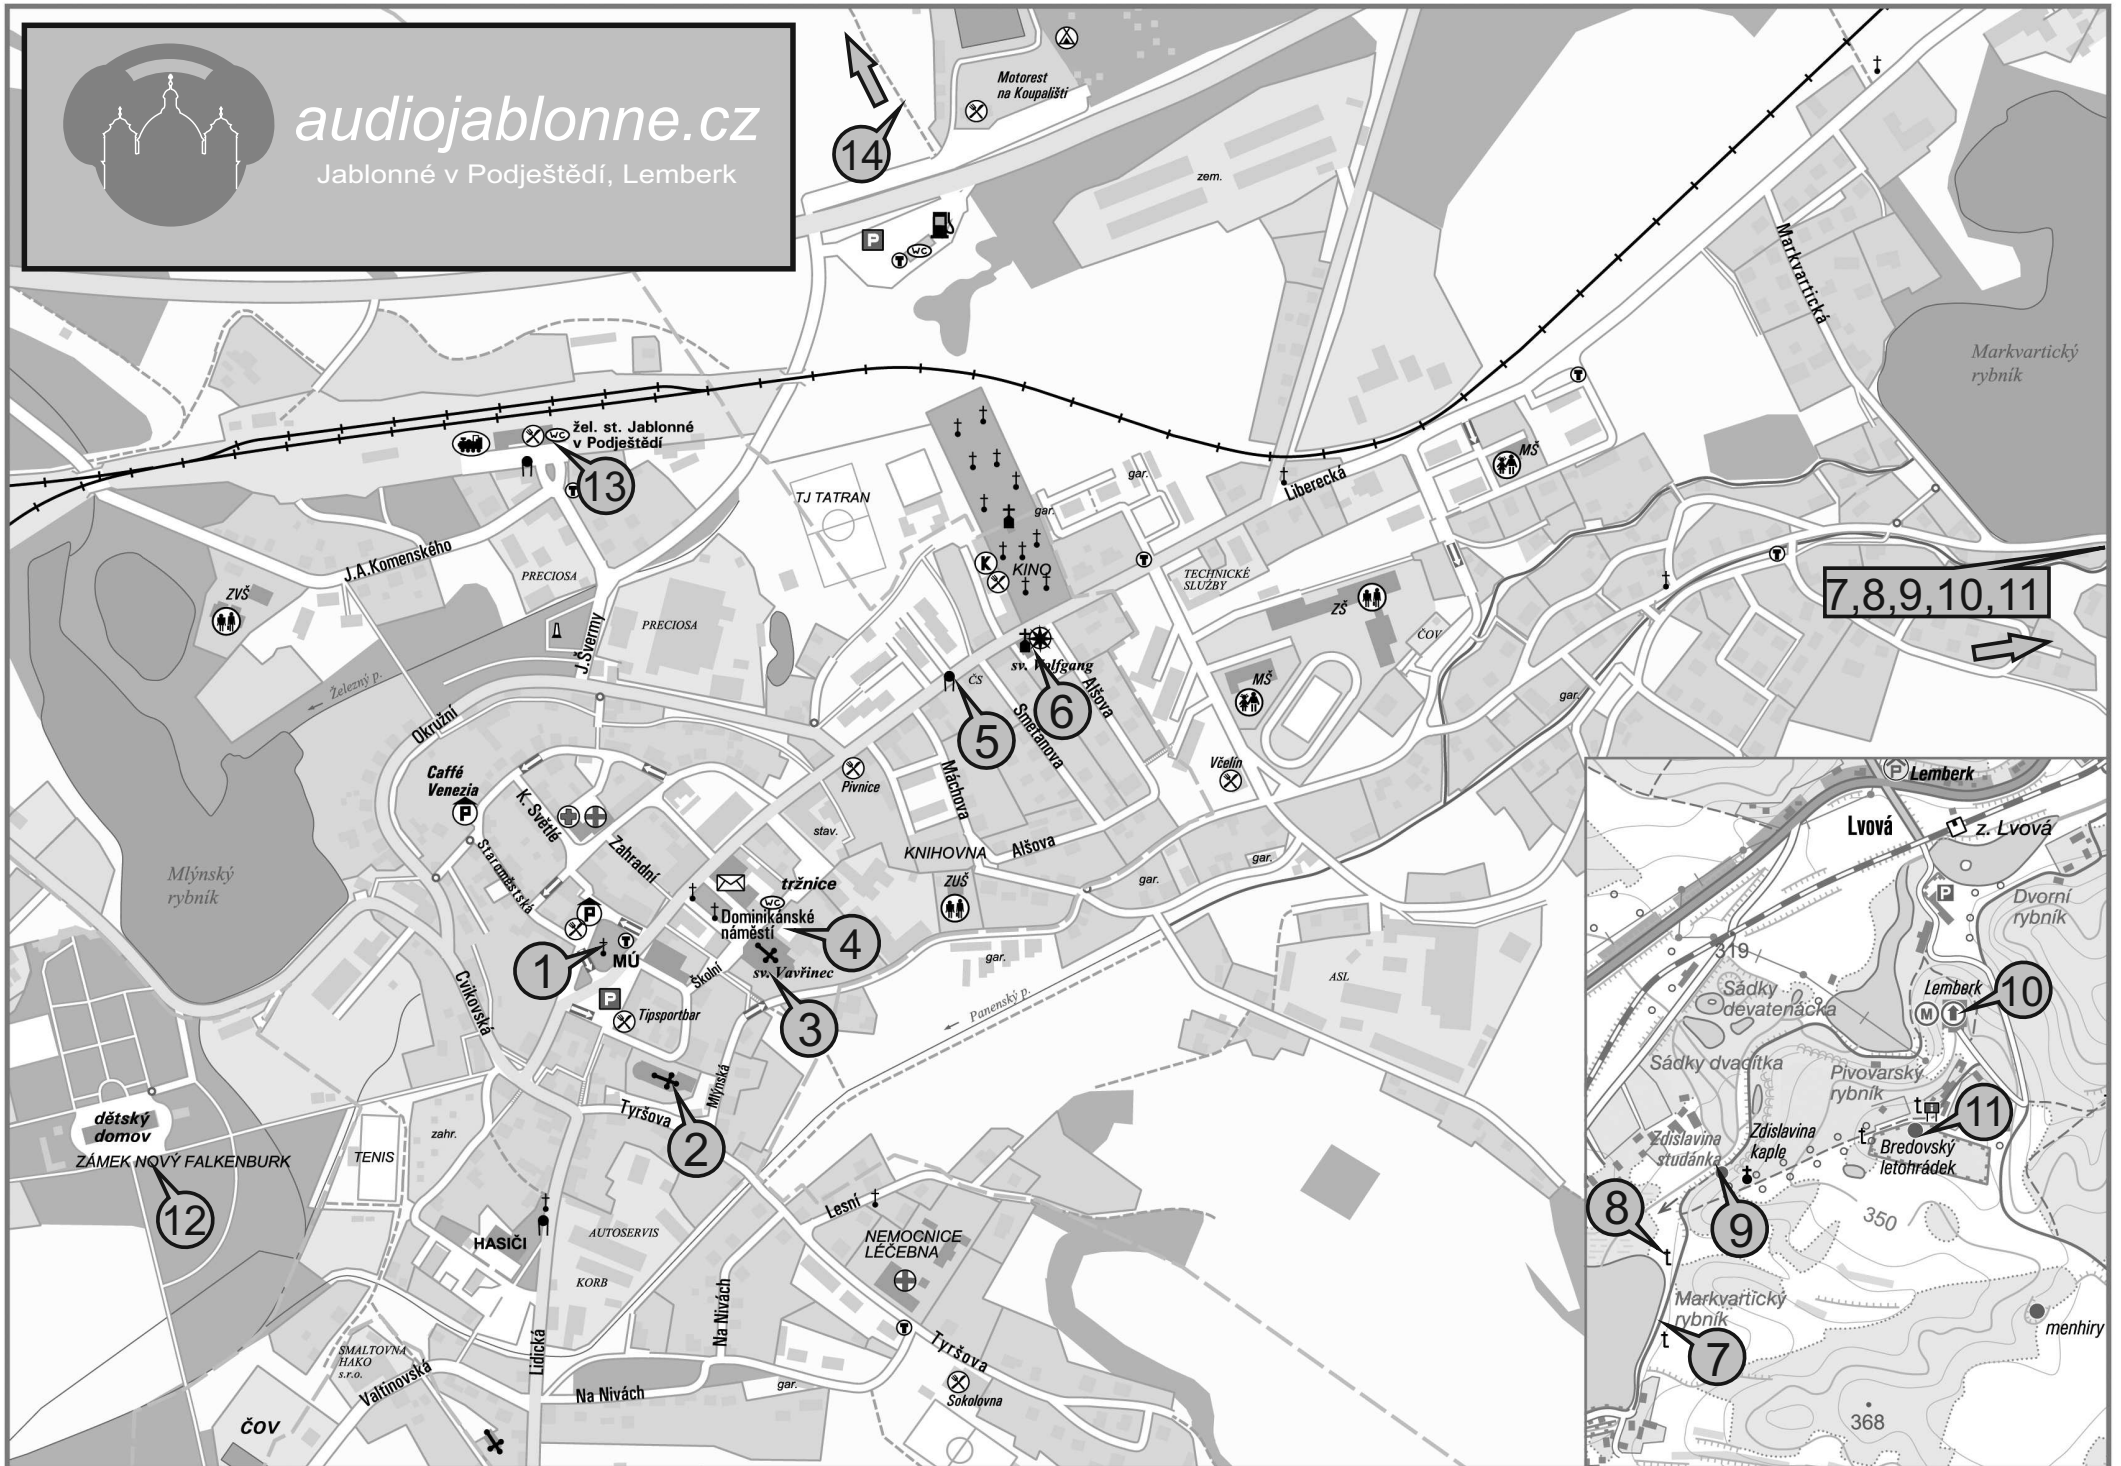 audiojablonne.cz
Jablonné v Podještědí, Lemberk
14
Motorest
na Koupališti
zem.
P
T
WC
Markvartická
Markvartický
rybník
žel. st. Jablonné
v Podještědí
WC
T
13
TJ TATRAN
gar.
gar.
Liberecká
T
MŠ
J.A.Komenského
PRECIOSA
ZVŠ
PRECIOSA
J.Švermy
K
KINO
T
TECHNICKÉ
SLUŽBY
ZŠ
ČOV
T
7,8,9,10,11
sv. Wolfgang
ČS
6
5
Alšova
Smetanova
MŠ
gar.
Železný p.
Okružní
Caffé
Venezia
P
K. Světlé
Staroměstská
Zahradní
Pivnice
stav.
Máchova
Včelín
KNIHOVNA
Alšova
ZUŠ
gar.
gar.
Mlýnský
rybník
tržnice
WC
Dominikánské
náměstí
4
P
T
1
MÚ
Školní
sv. Vavřinec
3
gar.
ASL
Panenský p.
P
Tipsportbar
Cvikovská
Mlýnská
Tyršova
2
dětský
domov
ZÁMEK NOVÝ FALKENBURK
12
zahr.
TENIS
Lesní
NEMOCNICE
LÉČEBNA
HASIČI
AUTOSERVIS
KORB
Na Nivách
T
Tyršova
SMALTOVNA
HAKO
s.r.o.
Valtinovská
Lidická
Na Nivách
gar.
Sokolovna
ČOV
P
Lemberk
Lvová
z. Lvová
P
Dvorní
rybník
319
Sádky
devatenácka
Lemberk
M
10
Sádky dvacítka
Pivovarský
rybník
11
Zdislavina
studánka
Zdislavina
kaple
Bredovský
letohrádek
8
9
350
Markvartický
rybník
7
menhiry
368